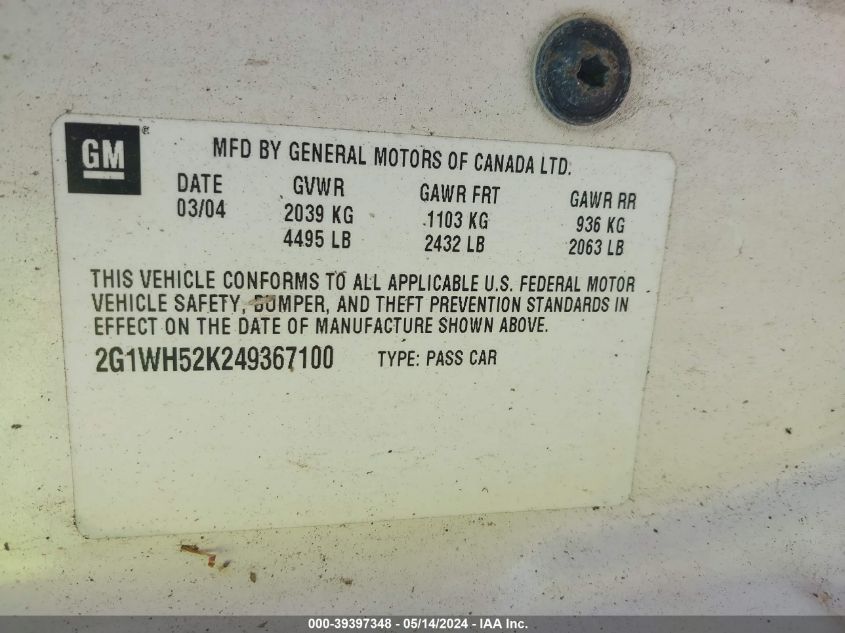 GM®
MFD BY GENERAL MOTORS OF CANADA LTD.
DATE GVWR GAWR FRT GAWR RR
03/04 2039 KG 1103 KG 936 KG
4495 LB 2432 LB 2063 LB
THIS VEHICLE CONFORMS TO ALL APPLICABLE U.S. FEDERAL MOTOR
VEHICLE SAFETY, BUMPER, AND THEFT PREVENTION STANDARDS IN
EFFECT ON THE DATE OF MANUFACTURE SHOWN ABOVE.
2G1WH52K249367100 TYPE: PASS CAR
000-39397348 / 05/14/2024 - IAA Inc.